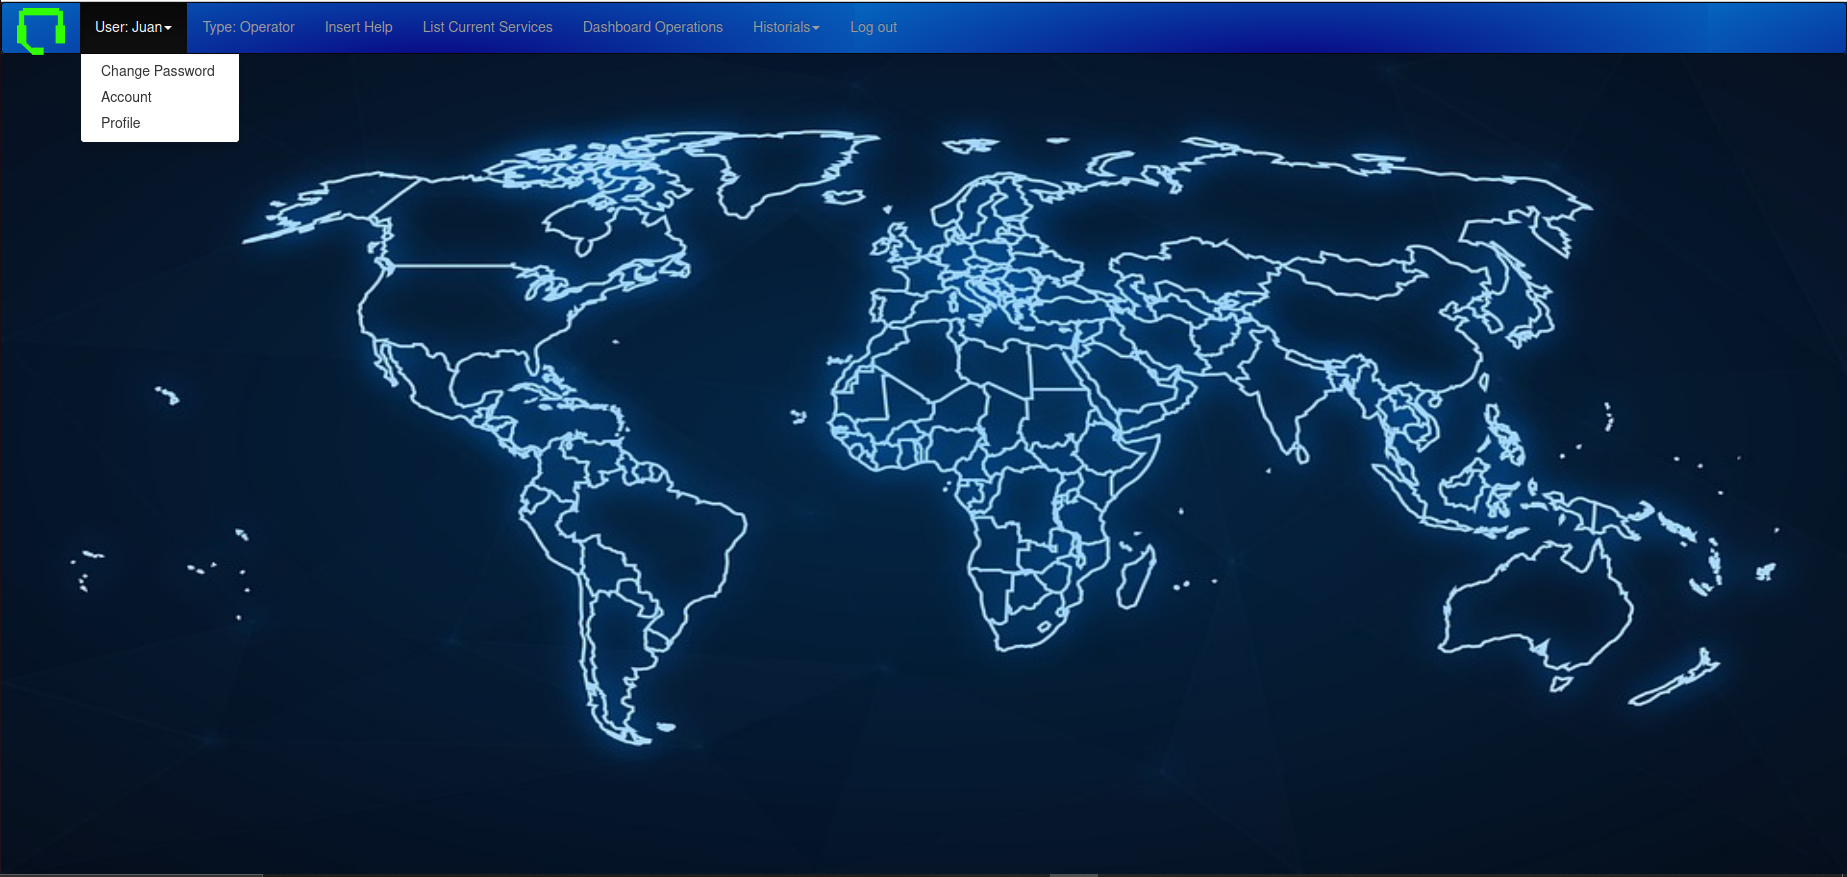 User: Juan Type: Operator Insert Help List Current Services Dashboard Operations Historials Log out
Change Password
Account
Profile